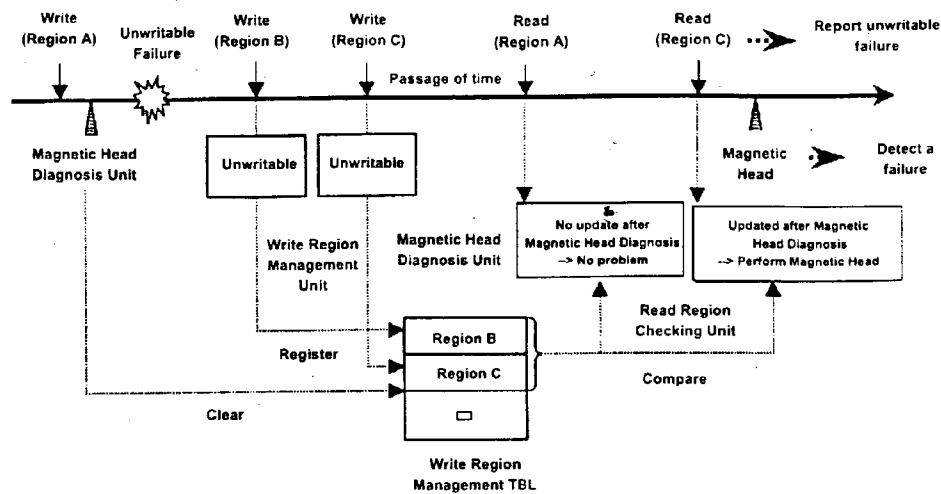 Write
(Region A)
Unwritable
Failure
Write
(Region B)
Write
(Region C)
Read
(Region A)
Read
(Region C)
Report unwritable
failure
Passage of time
Magnetic Head
Diagnosis Unit
Unwritable
Unwritable
Magnetic
Head
Detect a
failure
Write Region
Management
Unit
Magnetic Head
Diagnosis Unit
No update after
Magnetic Head Diagnosis
--> No problem
Updated after Magnetic
Head Diagnosis
--> Perform Magnetic Head
Read Region
Checking Unit
Register
Region B
Region C
Compare
Clear
Write Region
Management TBL